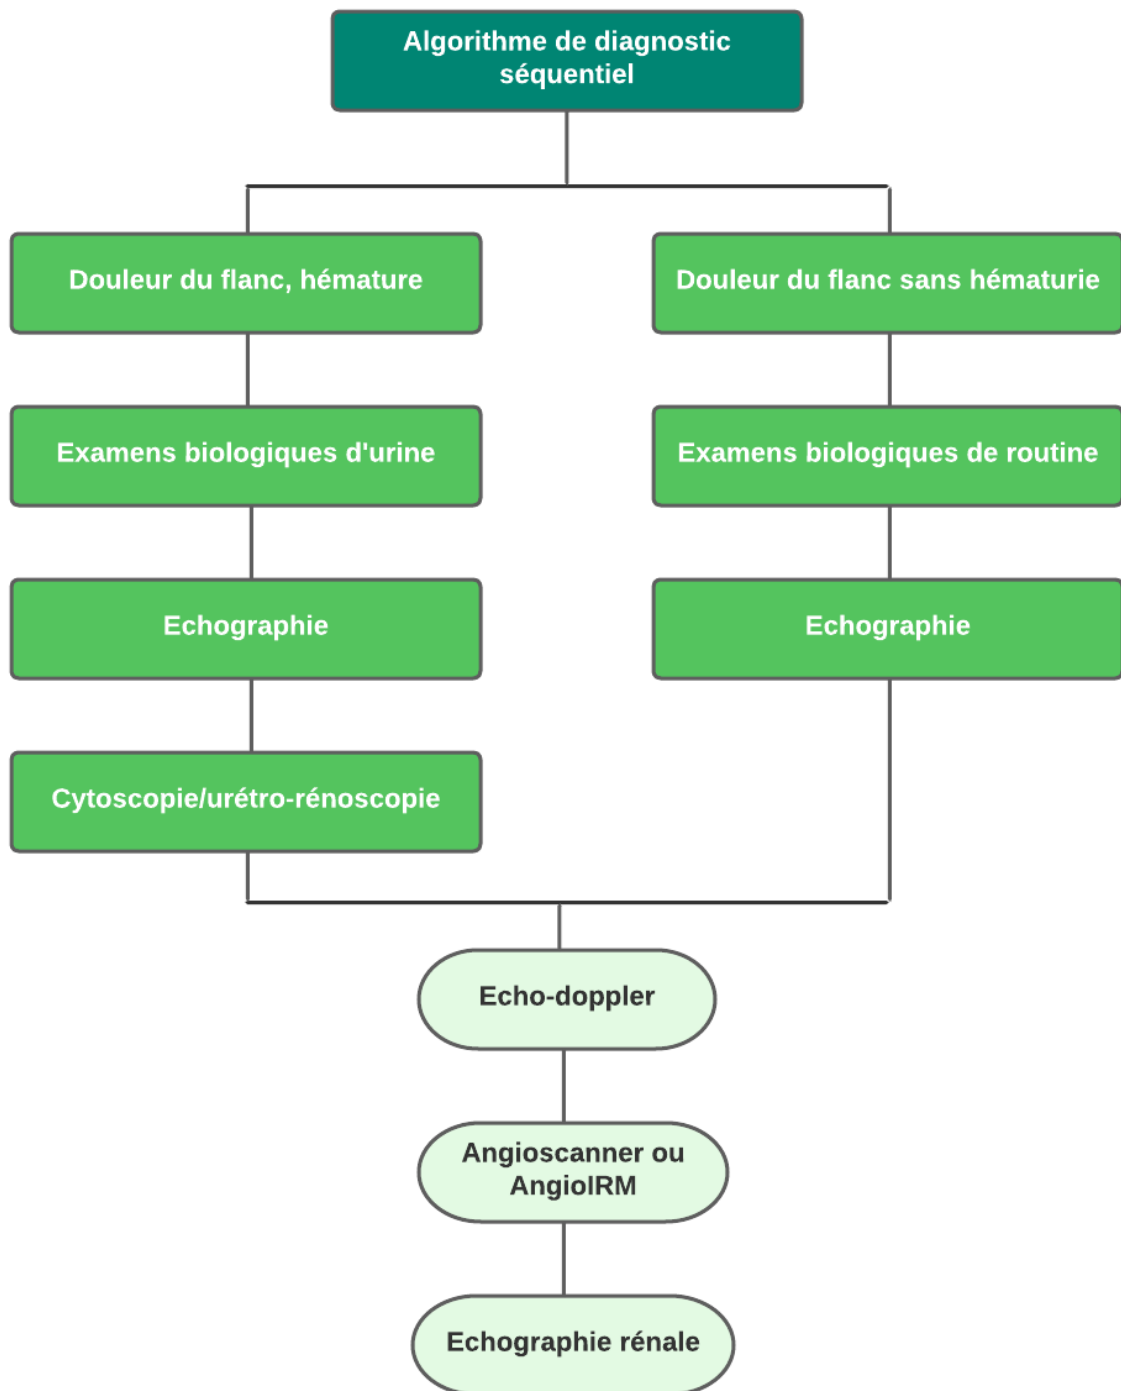 Algorithme de diagnostic
séquentiel
Douleur du flanc, hémature
Douleur du flanc sans hématurie
Examens biologiques d'urine
Examens biologiques de routine
Echographie
Echographie
Cytoscopie/urétro-rénoscopie
Echo-doppler
Angioscanner ou
AngioIRM
Echographie rénale